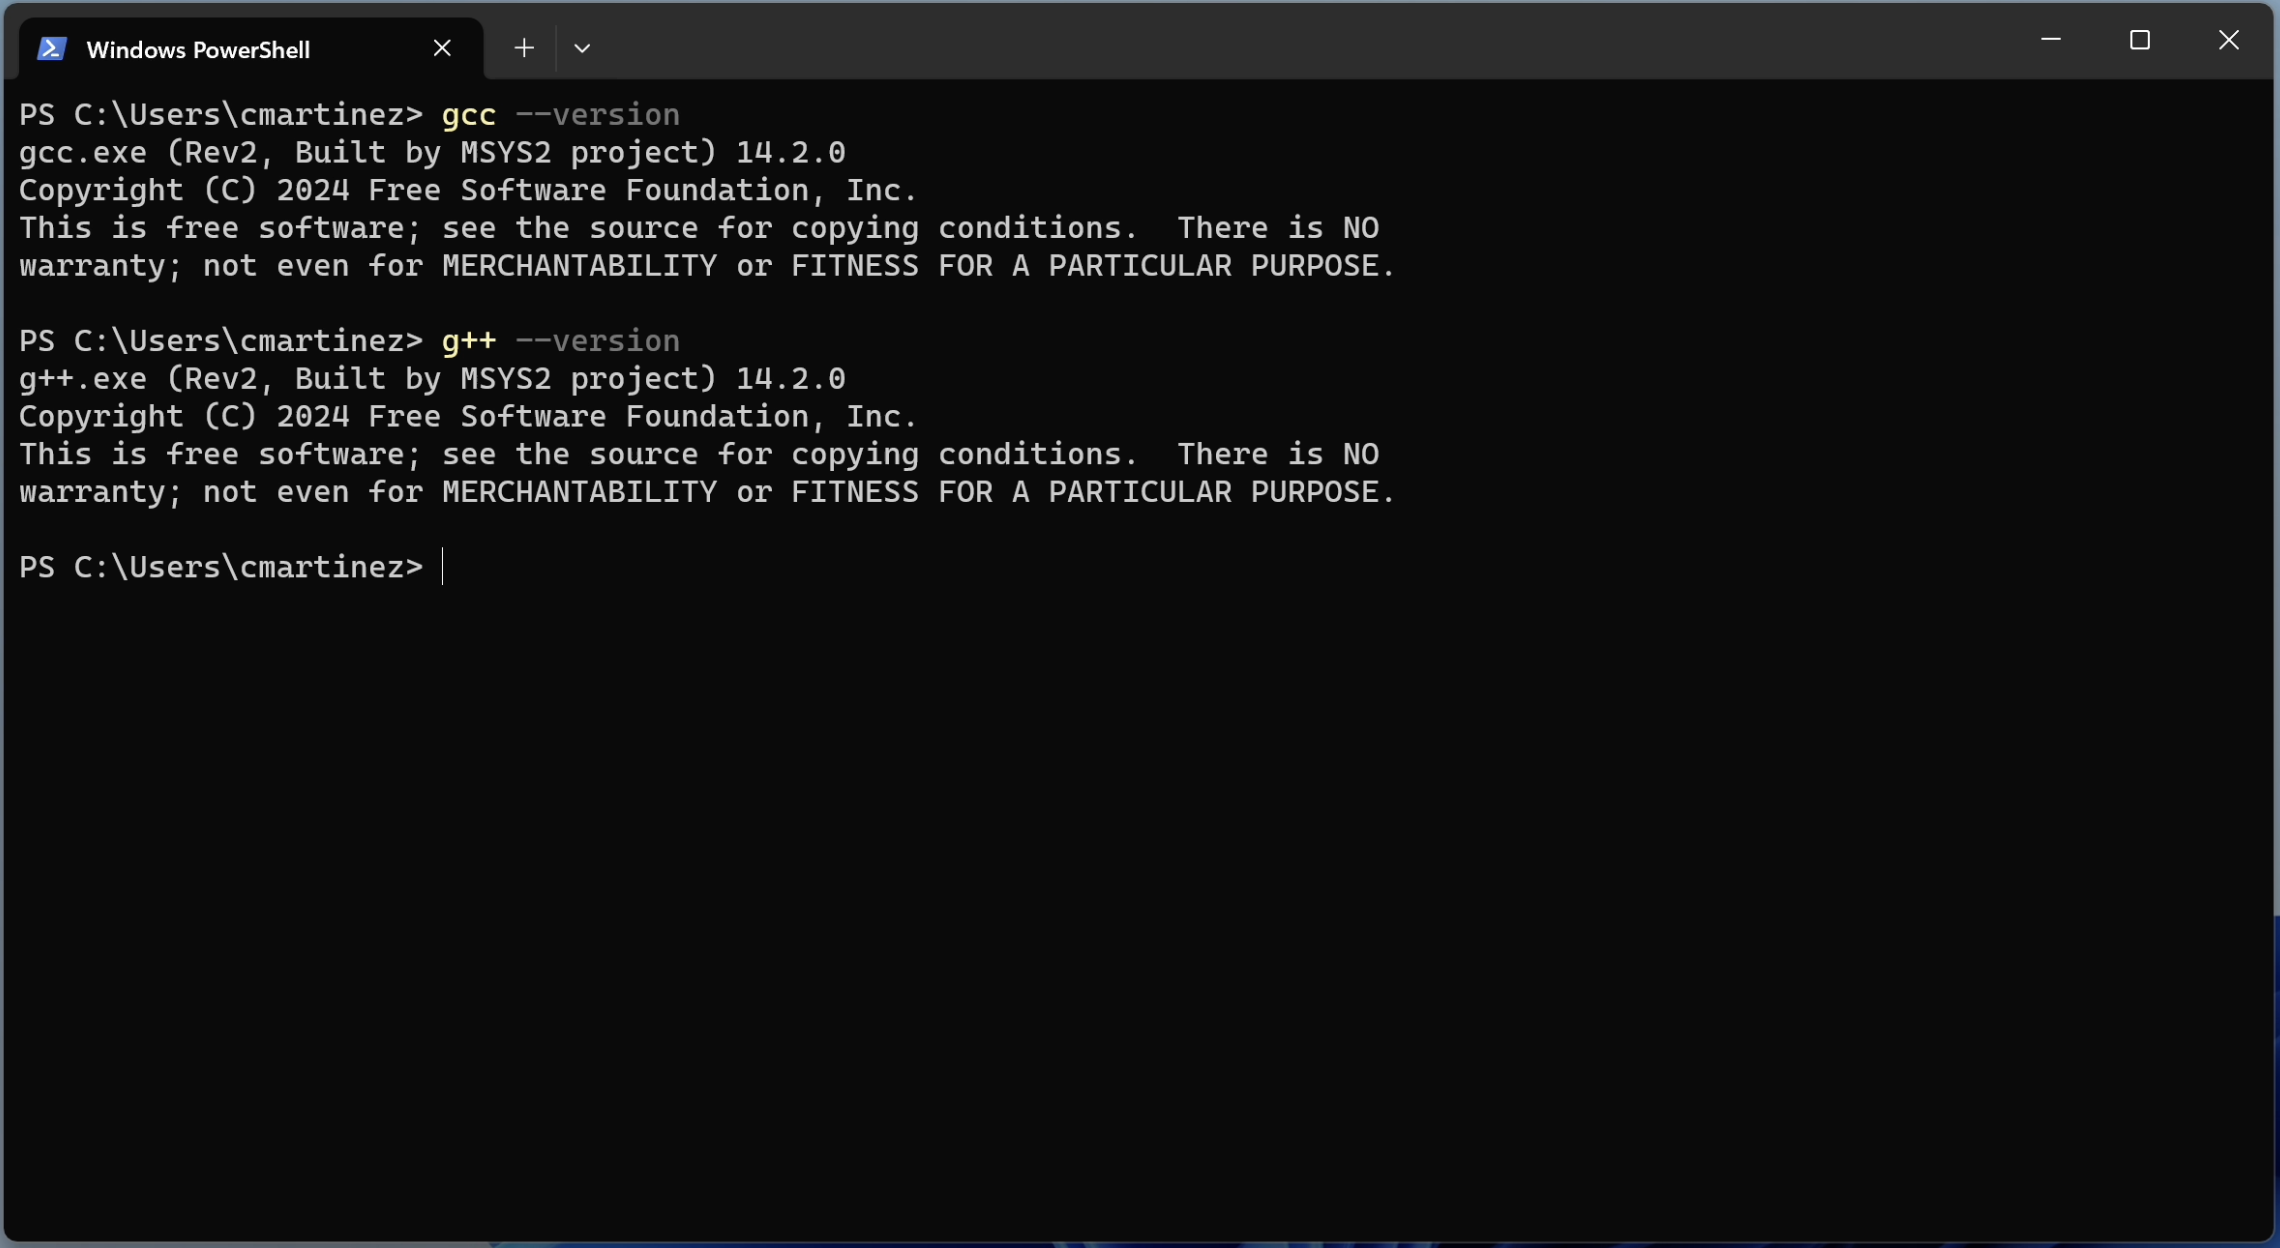 Windows PowerShell
PS C:\Users\cmartinez> gcc --version
gcc.exe (Rev2, Built by MSYS2 project) 14.2.0
Copyright (C) 2024 Free Software Foundation, Inc.
This is free software; see the source for copying conditions.  There is NO
warranty; not even for MERCHANTABILITY or FITNESS FOR A PARTICULAR PURPOSE.
PS C:\Users\cmartinez> g++ --version
g++.exe (Rev2, Built by MSYS2 project) 14.2.0
Copyright (C) 2024 Free Software Foundation, Inc.
This is free software; see the source for copying conditions.  There is NO
warranty; not even for MERCHANTABILITY or FITNESS FOR A PARTICULAR PURPOSE.
PS C:\Users\cmartinez>